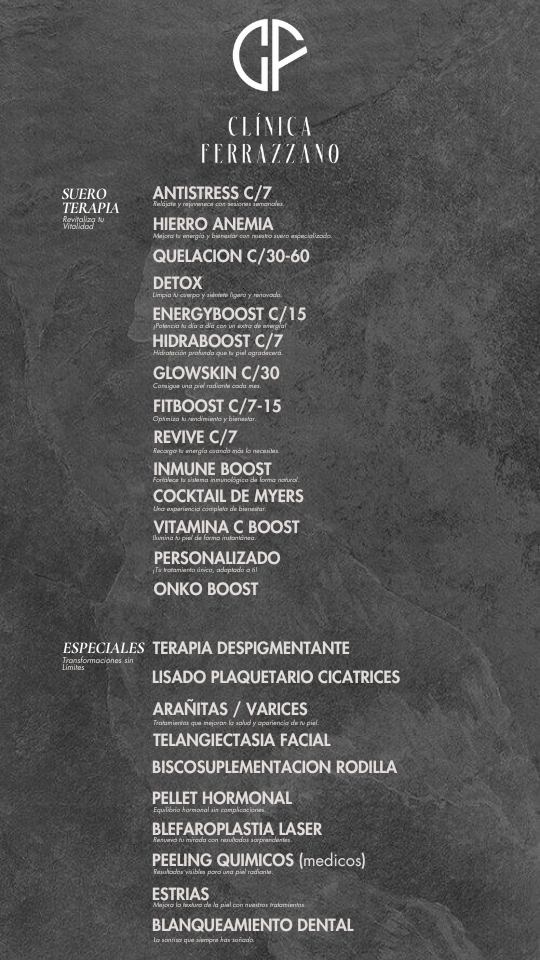 CF
CLÍNICA
FERRAZZANO
SUERO
TERAPIA
Revitaliza tu
Vitalidad
ANTISTRESS C/7
Relájate y rejuvenece con sesiones semanales.
HIERRO ANEMIA
Mejora tu energía y bienestar con nuestro suero especializado.
QUELACION C/30-60
DETOX
Limpia tu cuerpo y siéntete ligero y renovado.
ENERGYBOOST C/15
¡Potencia tu día a día con un extra de energía!
HIDRABOOST C/7
Hidratación profunda que tu piel agradecerá.
GLOWSKIN C/30
Consigue una piel radiante cada mes.
FITBOOST C/7-15
Optimiza tu rendimiento y bienestar.
REVIVE C/7
Recarga tu energía cuando más lo necesites.
INMUNE BOOST
Fortalece tu sistema inmunológico de forma natural.
COCKTAIL DE MYERS
Una experiencia completa de bienestar.
VITAMINA C BOOST
Ilumina tu piel de forma instantánea.
PERSONALIZADO
¡Tu tratamiento único, adaptado a ti!
ONKO BOOST
ESPECIALES
Transformaciones sin
Límites
TERAPIA DESPIGMENTANTE
LISADO PLAQUETARIO CICATRICES
ARAÑITAS / VARICES
Tratamientos que mejoran la salud y apariencia de tu piel.
TELANGIECTASIA FACIAL
BISCOSUPLEMENTACION RODILLA
PELLET HORMONAL
Equilibrio hormonal sin complicaciones.
BLEFAROPLASTIA LASER
Renueva tu mirada con resultados sorprendentes.
PEELING QUIMICOS (medicos)
Resultados visibles para una piel radiante.
ESTRIAS
Mejora la textura de la piel con nuestros tratamientos.
BLANQUEAMIENTO DENTAL
La sonrisa que siempre has soñado.